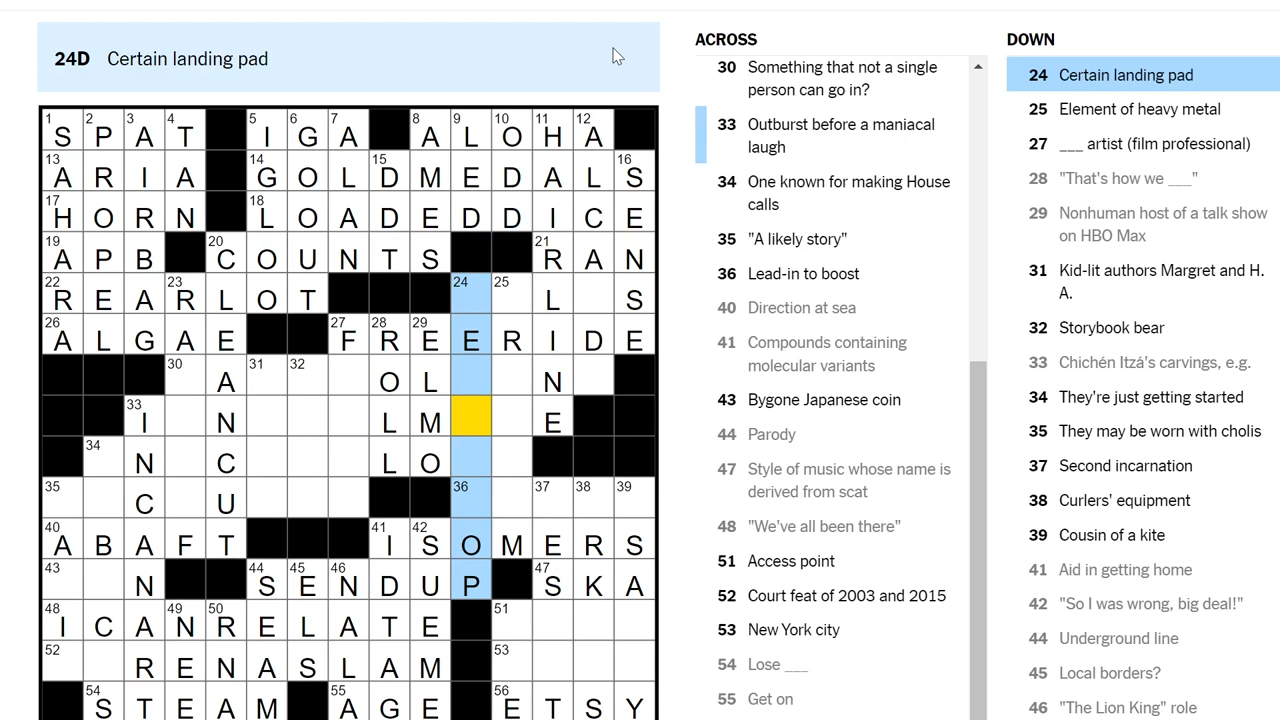 24D Certain landing pad
1 2 3 4 5 6 7 8 9 10 11 12
S P A T I G A A L O H A
13 14 15 16
A R I A G O L D M E D A L S
17 18
H O R N L O A D E D D I C E
19 20 21
A P B C O U N T S R A N
22 23 24 25
R E A R L O T L S
26 27 28 29
A L G A E F R E E R I D E
30 31 32
A O L N
33
I N L M E
34
N C L O
35 36 37 38 39
C U
40 41 42
A B A F T I S O M E R S
43 44 45 46 47
N S E N D U P S K A
48 49 50 51
I C A N R E L A T E
52 53
R E N A S L A M
54 55 56
S T E A M A G E E T S Y
ACROSS
30 Something that not a single
person can go in?
33 Outburst before a maniacal
laugh
34 One known for making House
calls
35 "A likely story"
36 Lead-in to boost
40 Direction at sea
41 Compounds containing
molecular variants
43 Bygone Japanese coin
44 Parody
47 Style of music whose name is
derived from scat
48 "We've all been there"
51 Access point
52 Court feat of 2003 and 2015
53 New York city
54 Lose ___
55 Get on
DOWN
24 Certain landing pad
25 Element of heavy metal
27 ___ artist (film professional)
28 "That's how we ___"
29 Nonhuman host of a talk show
on HBO Max
31 Kid-lit authors Margret and H.
A.
32 Storybook bear
33 Chichén Itzá's carvings, e.g.
34 They're just getting started
35 They may be worn with cholis
37 Second incarnation
38 Curlers' equipment
39 Cousin of a kite
41 Aid in getting home
42 "So I was wrong, big deal!"
44 Underground line
45 Local borders?
46 "The Lion King" role